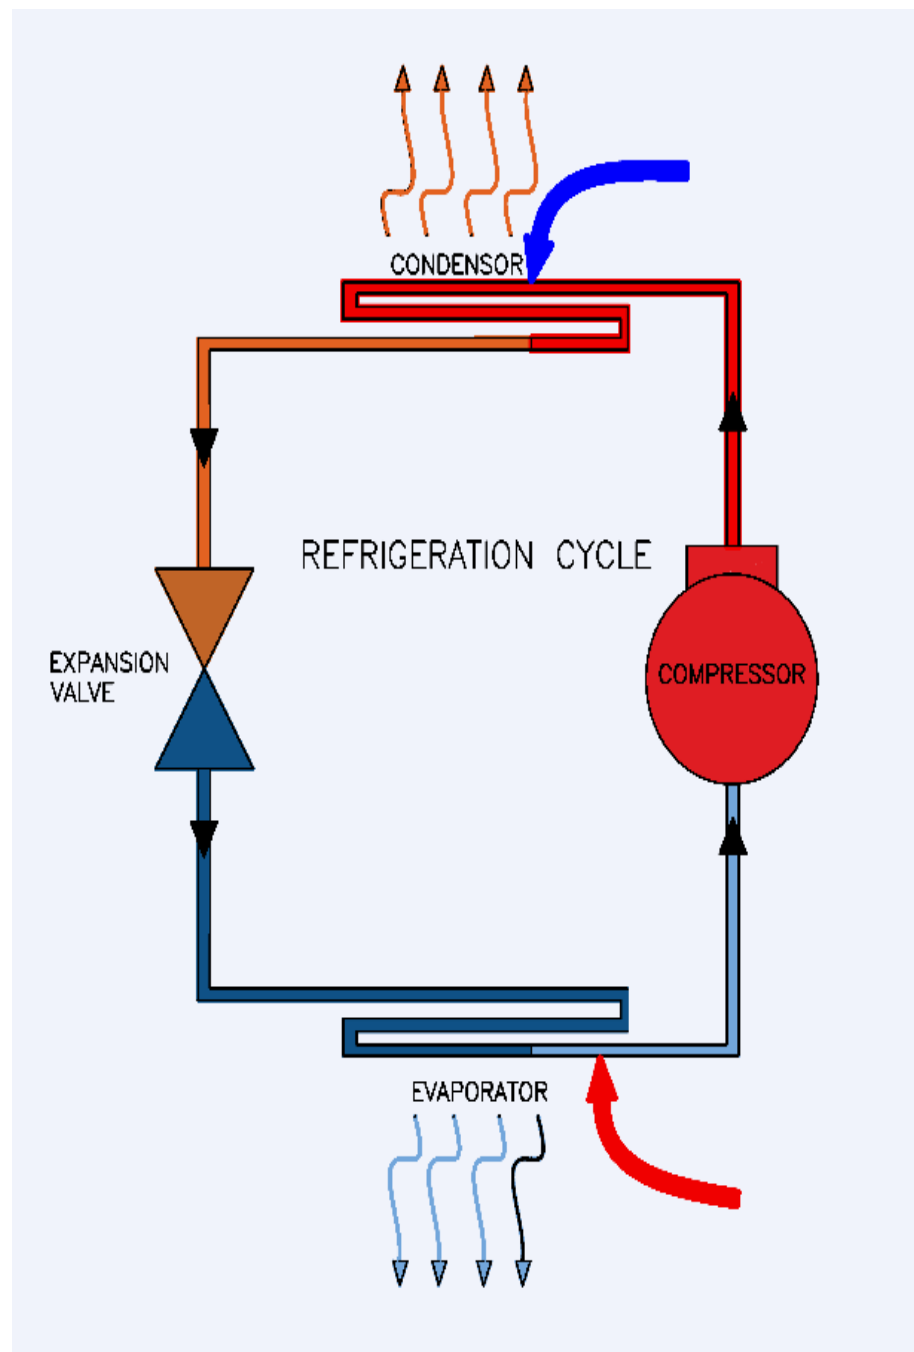 CONDENSOR
REFRIGERATION CYCLE
EXPANSION
VALVE
COMPRESSOR
EVAPORATOR